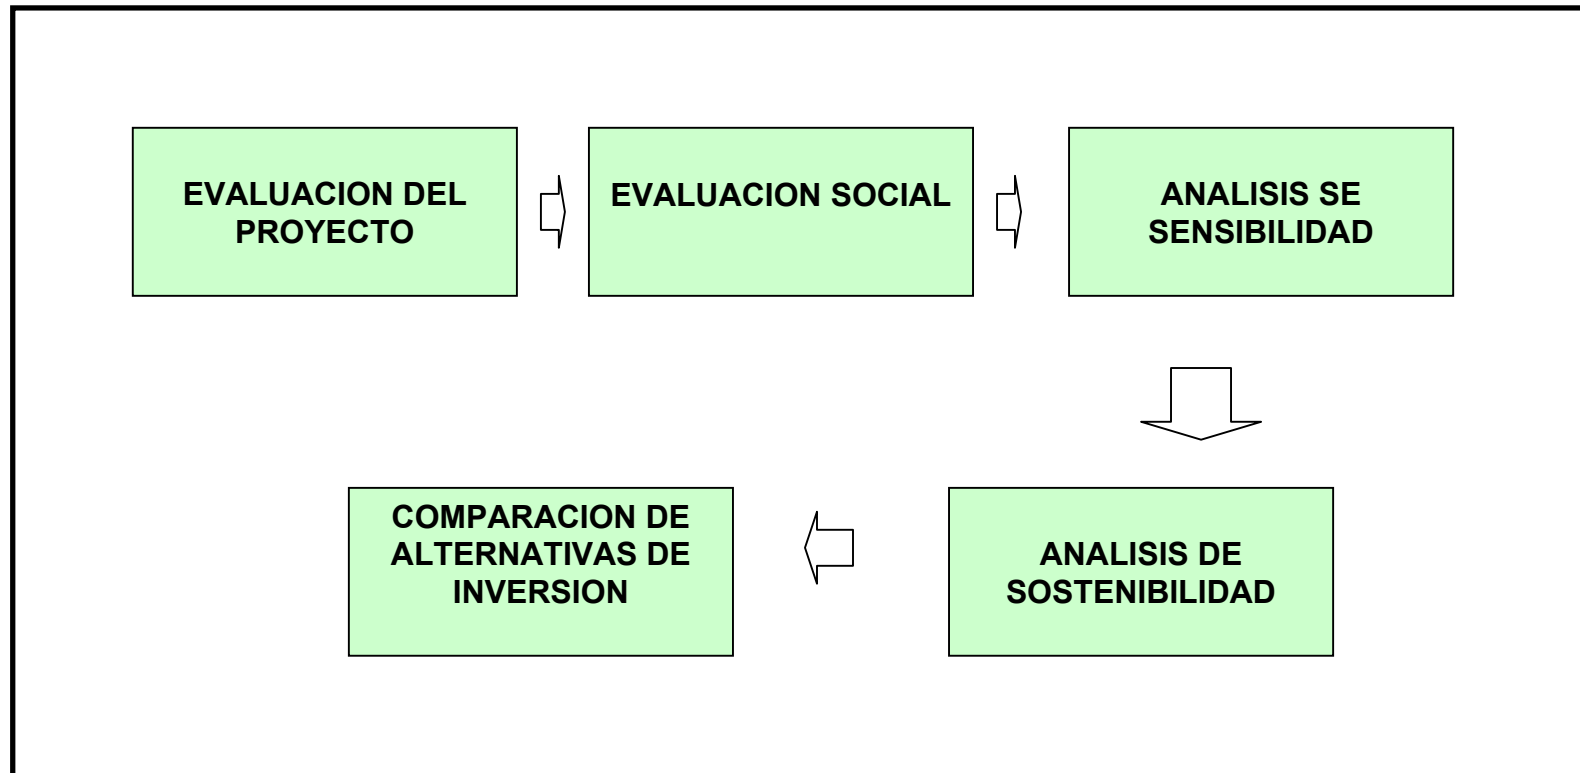 EVALUACION DEL
PROYECTO
EVALUACION SOCIAL
ANALISIS SE
SENSIBILIDAD
ANALISIS DE
SOSTENIBILIDAD
COMPARACION DE
ALTERNATIVAS DE
INVERSION